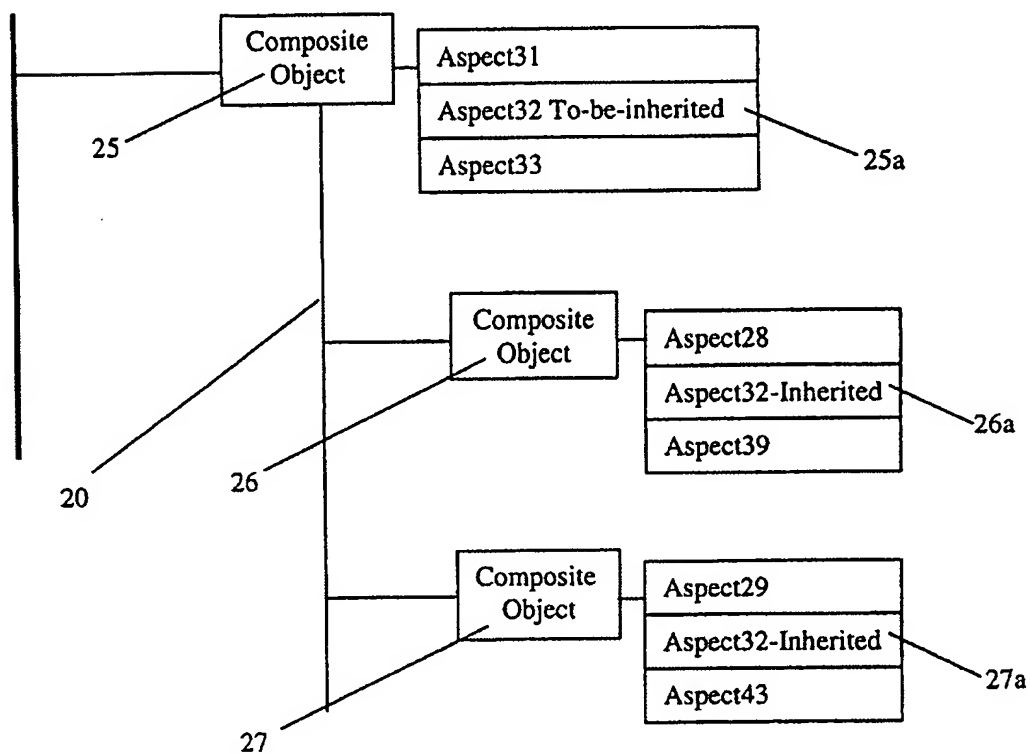 Composite
Object
Aspect31
Aspect32 To-be-inherited
Aspect33
25
25a
Composite
Object
Aspect28
Aspect32-Inherited
Aspect39
26a
20
26
Composite
Object
Aspect29
Aspect32-Inherited
Aspect43
27a
27